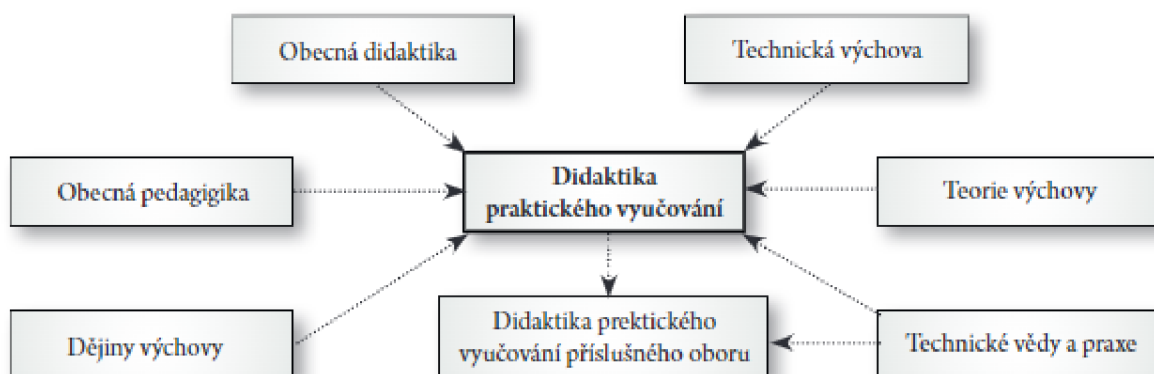 Obecná didaktika
Technická výchova
Obecná pedagigika
Didaktika
praktického vyučování
Teorie výchovy
Dějiny výchovy
Didaktika prektického
vyučování příslušného oboru
Technické vědy a praxe